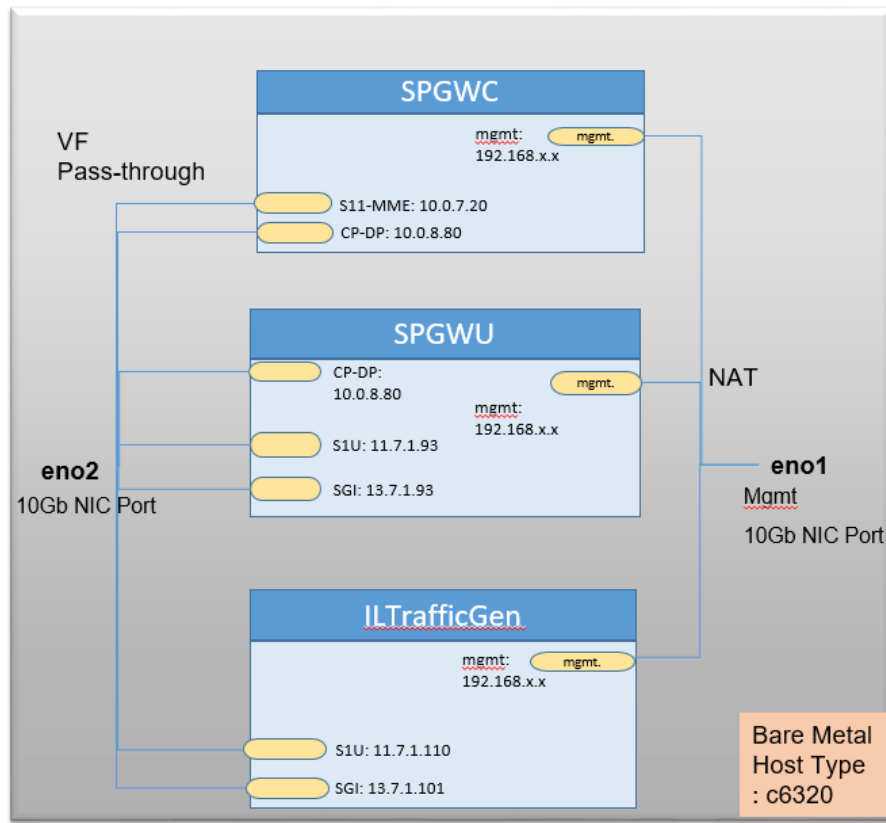 SPGWC
VF
Pass-through
mgmt:
192.168.x.x
mgmt.
S11-MME: 10.0.7.20
CP-DP: 10.0.8.80
SPGWU
CP-DP:
10.0.8.80
mgmt.
mgmt:
192.168.x.x
NAT
S1U: 11.7.1.93
SGI: 13.7.1.93
eno2
10Gb NIC Port
eno1
Mgmt
10Gb NIC Port
ILTrafficGen
mgmt:
192.168.x.x
mgmt.
S1U: 11.7.1.110
SGI: 13.7.1.101
Bare Metal
Host Type
: c6320